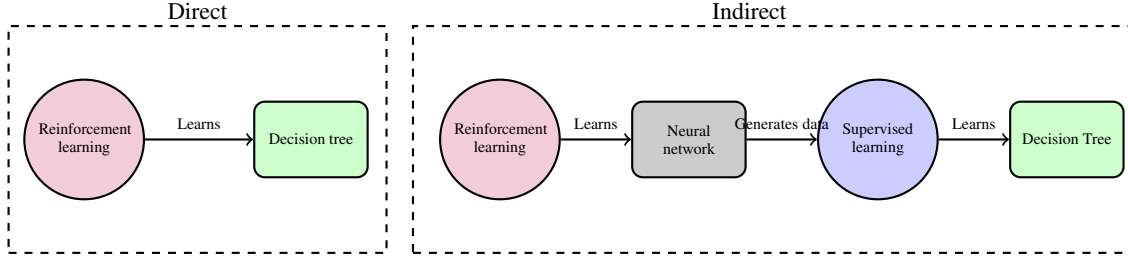 Direct
Reinforcement
learning
Learns
Decision tree
Indirect
Reinforcement
learning
Learns
Neural
network
Generates data
Supervised
learning
Learns
Decision Tree